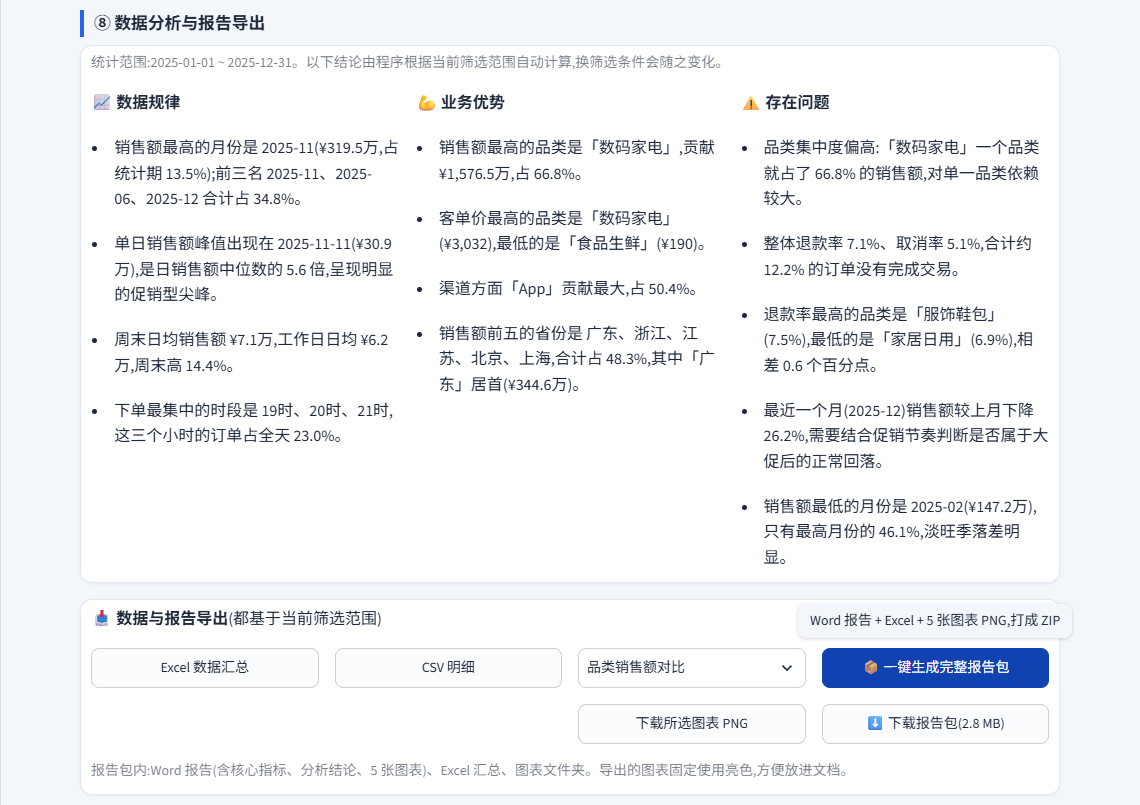 ⑧ 数据分析与报告导出
统计范围:2025-01-01 ~ 2025-12-31。以下结论由程序根据当前筛选范围自动计算,换筛选条件会随之变化。
📈 数据规律
• 销售额最高的月份是 2025-11(¥319.5万,占
统计期 13.5%);前三名 2025-11、2025-
06、2025-12 合计占 34.8%。
• 单日销售额峰值出现在 2025-11-11(¥30.9
万),是日销售额中位数的 5.6 倍,呈现明显
的促销型尖峰。
• 周末日均销售额 ¥7.1万,工作日日均 ¥6.2
万,周末高 14.4%。
• 下单最集中的时段是 19时、20时、21时,
这三个小时的订单占全天 23.0%。
💪 业务优势
• 销售额最高的品类是「数码家电」,贡献
¥1,576.5万,占 66.8%。
• 客单价最高的品类是「数码家电」
(¥3,032),最低的是「食品生鲜」(¥190)。
• 渠道方面「App」贡献最大,占 50.4%。
• 销售额前五的省份是 广东、浙江、江
苏、北京、上海,合计占 48.3%,其中「广
东」居首(¥344.6万)。
⚠️ 存在问题
• 品类集中度偏高:「数码家电」一个品类
就占了 66.8% 的销售额,对单一品类依赖
较大。
• 整体退款率 7.1%、取消率 5.1%,合计约
12.2% 的订单没有完成交易。
• 退款率最高的品类是「服饰鞋包」
(7.5%),最低的是「家居日用」(6.9%),相
差 0.6 个百分点。
• 最近一个月(2025-12)销售额较上月下降
26.2%,需要结合促销节奏判断是否属于大
促后的正常回落。
• 销售额最低的月份是 2025-02(¥147.2万),
只有最高月份的 46.1%,淡旺季落差明
显。
📥 数据与报告导出(都基于当前筛选范围)
Word 报告 + Excel + 5 张图表 PNG,打成 ZIP
Excel 数据汇总
CSV 明细
品类销售额对比
📦 一键生成完整报告包
下载所选图表 PNG
⬇️ 下载报告包(2.8 MB)
报告包内:Word 报告(含核心指标、分析结论、5 张图表)、Excel 汇总、图表文件夹。导出的图表固定使用亮色,方便放进文档。